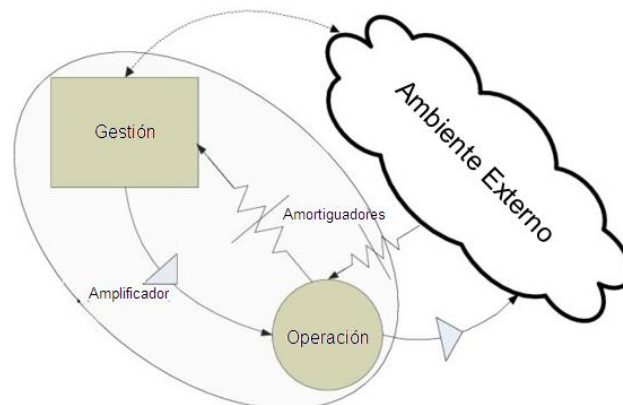 Gestión
Ambiente Externo
Amortiguadores
Amplificador
Operación